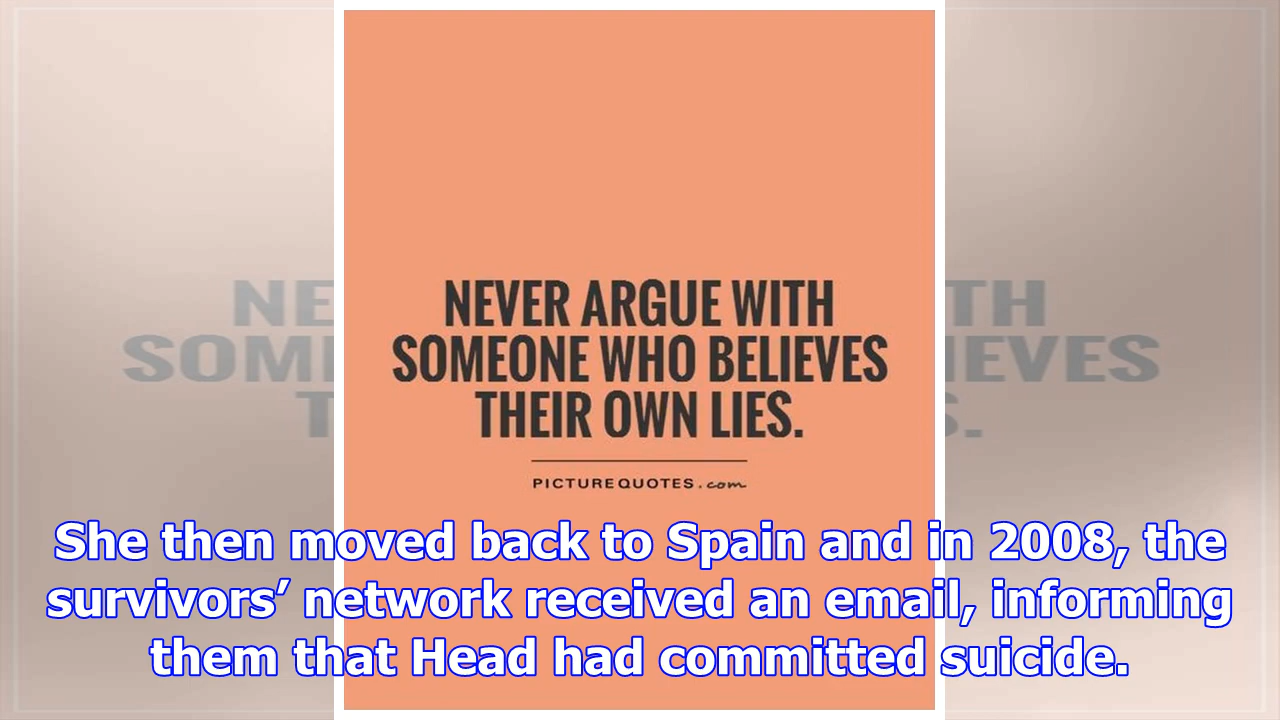 NEVER ARGUE WITH
SOMEONE WHO BELIEVES
THEIR OWN LIES.
PICTUREQUOTES.com
She then moved back to Spain and in 2008, the
survivors’ network received an email, informing
them that Head had committed suicide.